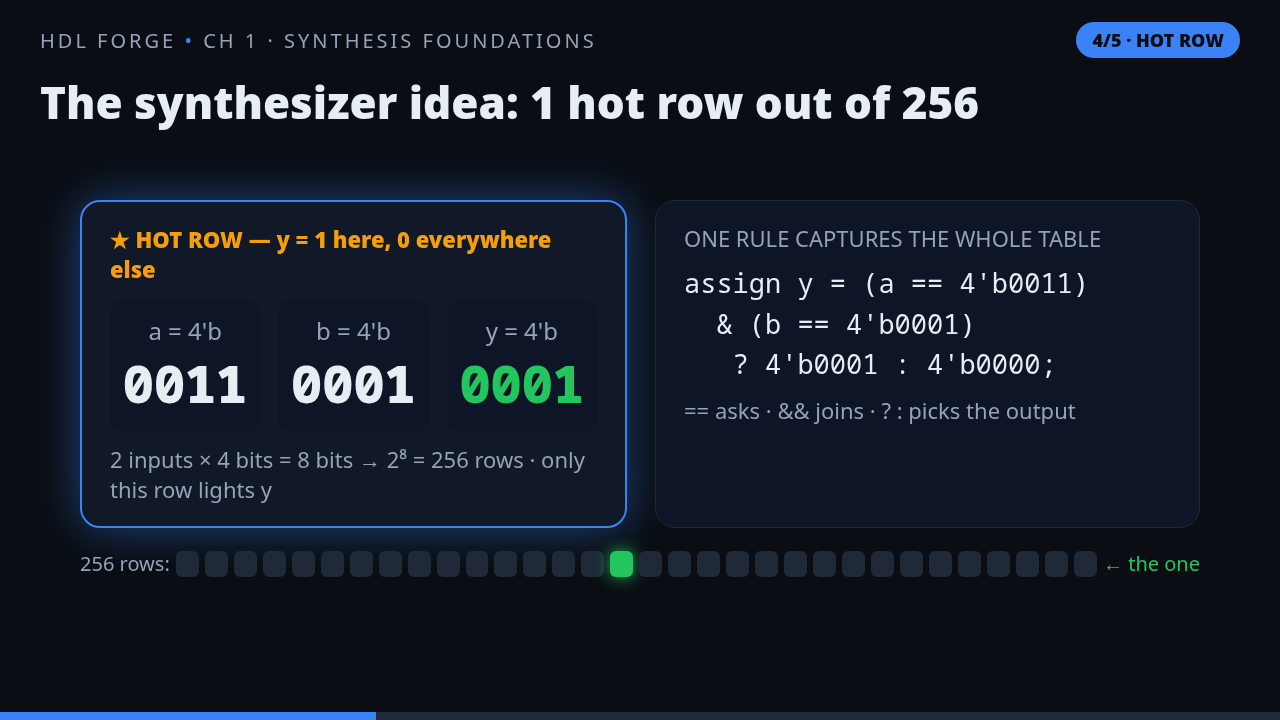 HDL FORGE • CH 1 · SYNTHESIS FOUNDATIONS
4/5 · HOT ROW
The synthesizer idea: 1 hot row out of 256
★ HOT ROW — y = 1 here, 0 everywhere
else
a = 4'b
0011
b = 4'b
0001
y = 4'b
0001
2 inputs × 4 bits = 8 bits → 2⁸ = 256 rows · only
this row lights y
ONE RULE CAPTURES THE WHOLE TABLE
assign y = (a == 4'b0011)
& (b == 4'b0001)
? 4'b0001 : 4'b0000;
== asks · && joins · ? : picks the output
256 rows:
← the one